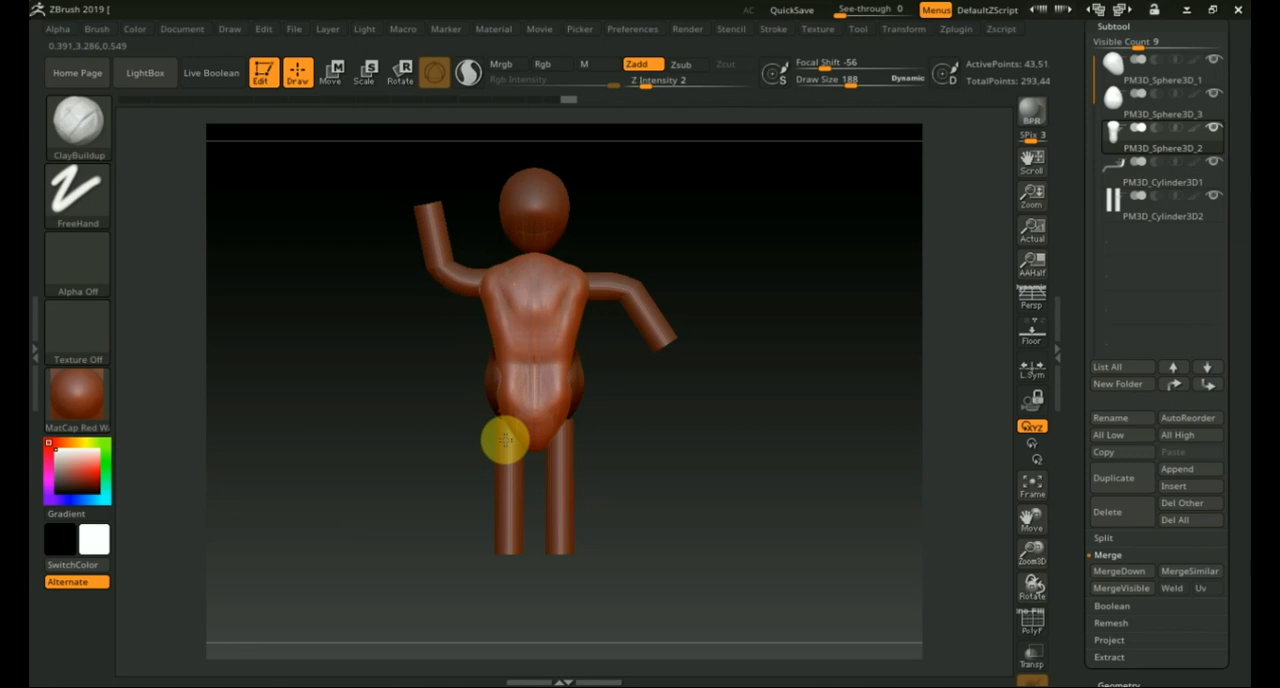 ZBrush 2019 [
AC QuickSave See-through 0 Menus DefaultZScript
Alpha Brush Color Document Draw Edit File Layer Light Macro Marker Material Movie Picker Preferences Render Stencil Stroke Texture Tool Transform Zplugin Zscript
0.391,3.286,0.549
Home Page LightBox Live Boolean Edit Draw Move Scale Rotate
Mrgb Rgb M Zadd Zsub Zcut
Rgb Intensity Z Intensity 2
Focal Shift -56
Draw Size 188 Dynamic
ActivePoints: 43,51
TotalPoints: 293,44
ClayBuildup
FreeHand
Alpha Off
Texture Off
MatCap Red W
Gradient
SwitchColor
Alternate
BPR
SPix 3
Scroll
Zoom
Actual
AAHalf
Persp
Floor
L.Sym
XYZ
Frame
Move
Zoom3D
Rotate
PolyF
Transp
Subtool
Visible Count 9
PM3D_Sphere3D_1
PM3D_Sphere3D_3
PM3D_Sphere3D_2
PM3D_Cylinder3D1
PM3D_Cylinder3D2
List All
New Folder
Rename AutoReorder
All Low All High
Copy Paste
Duplicate Append
Insert
Delete Del Other
Del All
Split
Merge
MergeDown MergeSimilar
MergeVisible Weld Uv
Boolean
Remesh
Project
Extract
Geometry